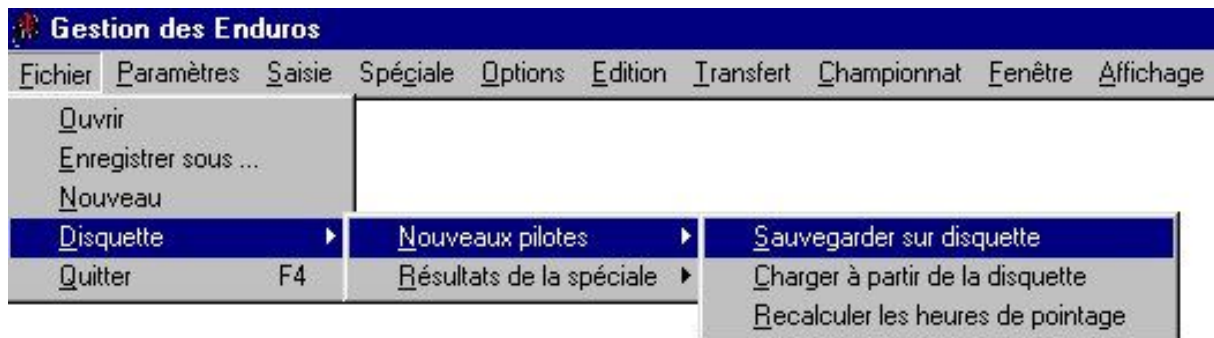 Gestion des Enduros
Fichier Paramètres Saisie Spéciale Options Edition Transfert Championnat Fenêtre Affichage
Ouvrir
Enregistrer sous ...
Nouveau
Disquette Nouveaux pilotes Sauvegarder sur disquette
Quitter F4 Résultats de la spéciale Charger à partir de la disquette
Recalculer les heures de pointage